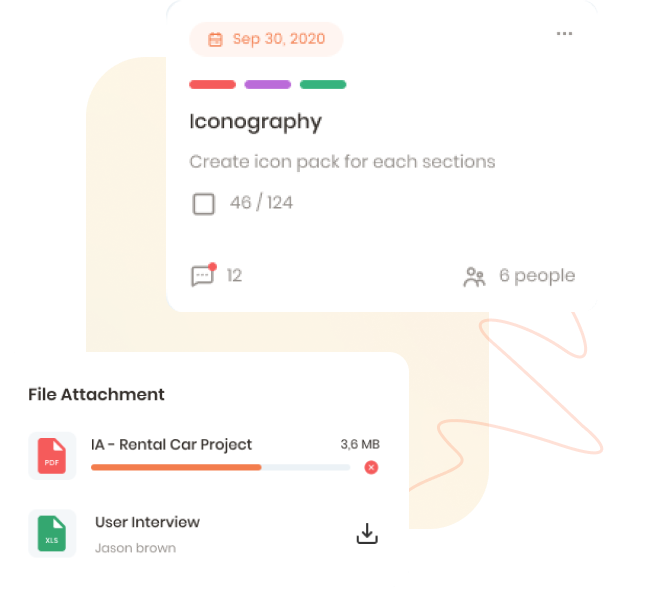 Sep 30, 2020
Iconography
Create icon pack for each sections
46 / 124
12
6 people
File Attachment
PDF
IA - Rental Car Project
3,6 MB
XLS
User Interview
Jason brown